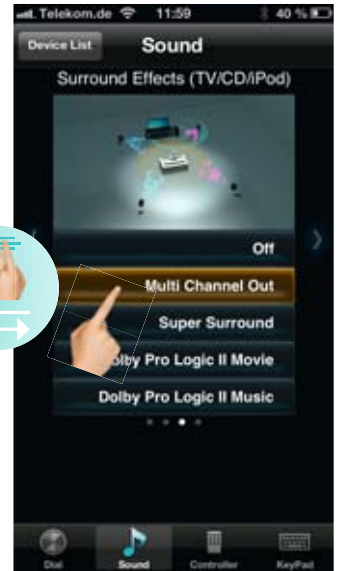 Telekom.de 11:59 40 %
Device List Sound
Surround Effects (TV/CD/iPod)
Off
Multi Channel Out
Super Surround
Dolby Pro Logic II Movie
Dolby Pro Logic II Music
Dial Sound Controller KeyPad